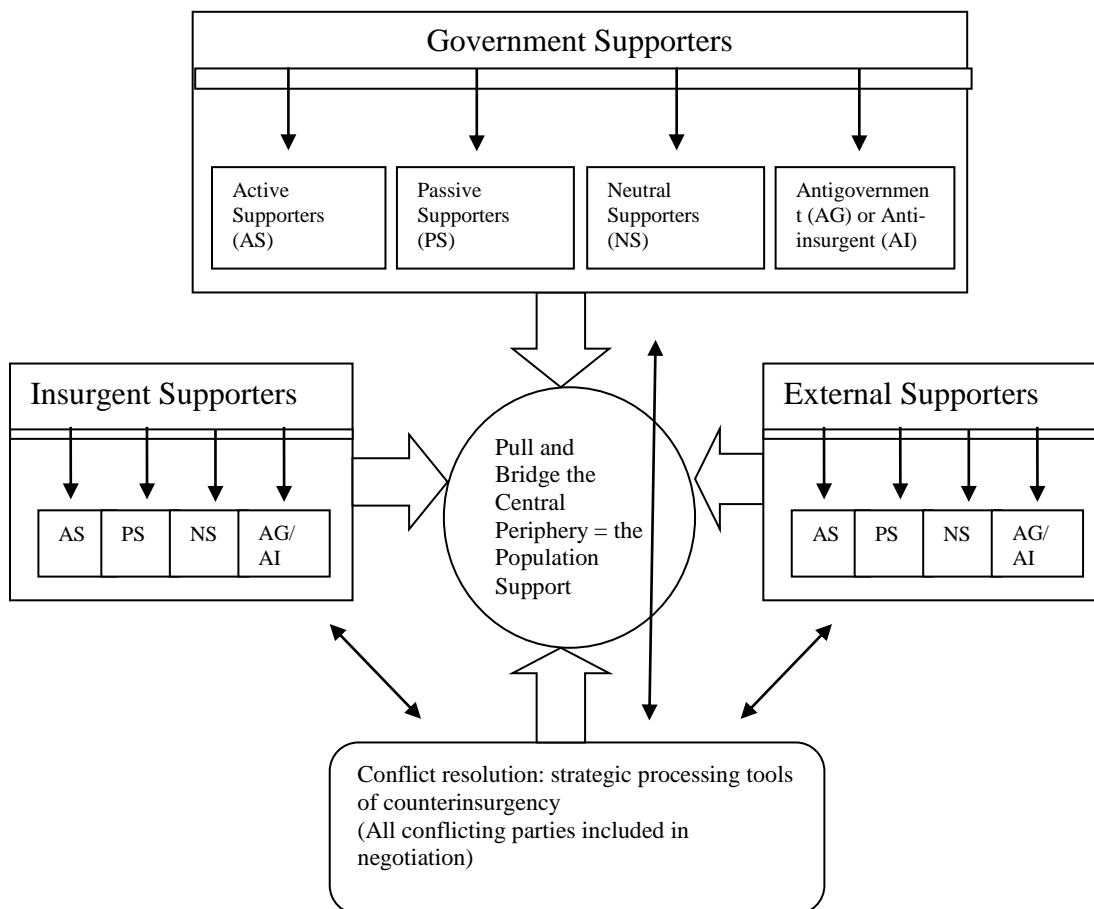 Government Supporters
Active
Supporters
(AS)
Passive
Supporters
(PS)
Neutral
Supporters
(NS)
Antigovernmen
t (AG) or Anti-
insurgent (AI)
Insurgent Supporters
AS
PS
NS
AG/
AI
Pull and
Bridge the
Central
Periphery = the
Population
Support
External Supporters
AS
PS
NS
AG/
AI
Conflict resolution: strategic processing tools
of counterinsurgency
(All conflicting parties included in
negotiation)